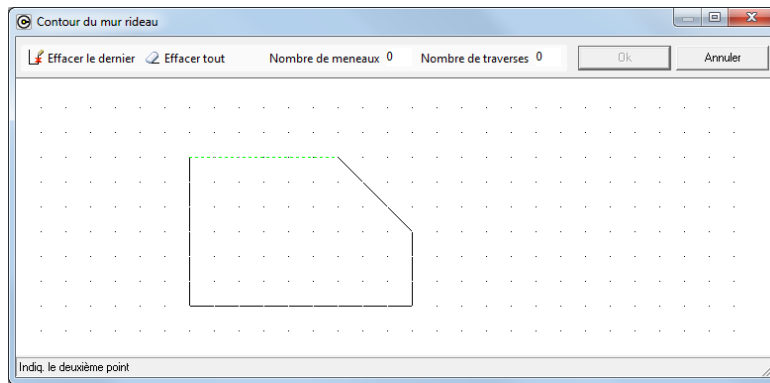 Contour du mur rideau
Effacer le dernier Effacer tout Nombre de meneaux 0 Nombre de traverses 0 Ok Annuler
Indiq. le deuxième point